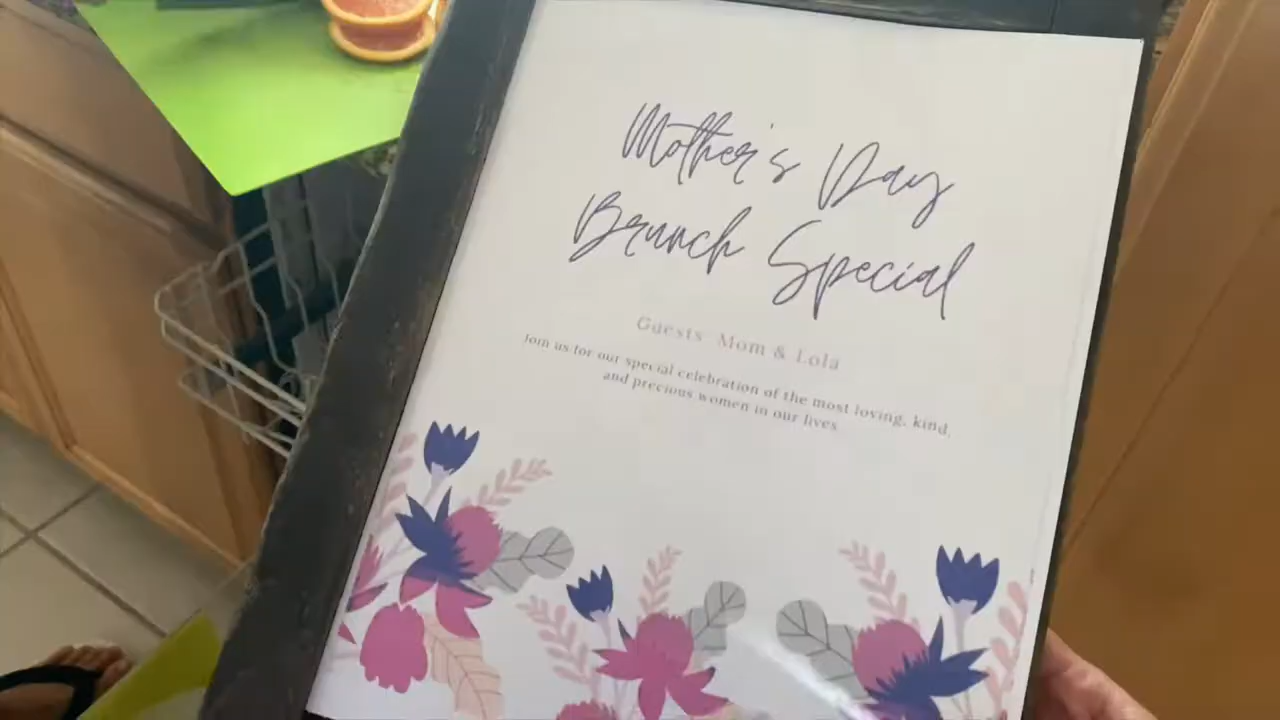 Mother's Day
Brunch Special
Guests Mom & Lola
Join us for our special celebration of the most loving, kind,
and precious women in our lives